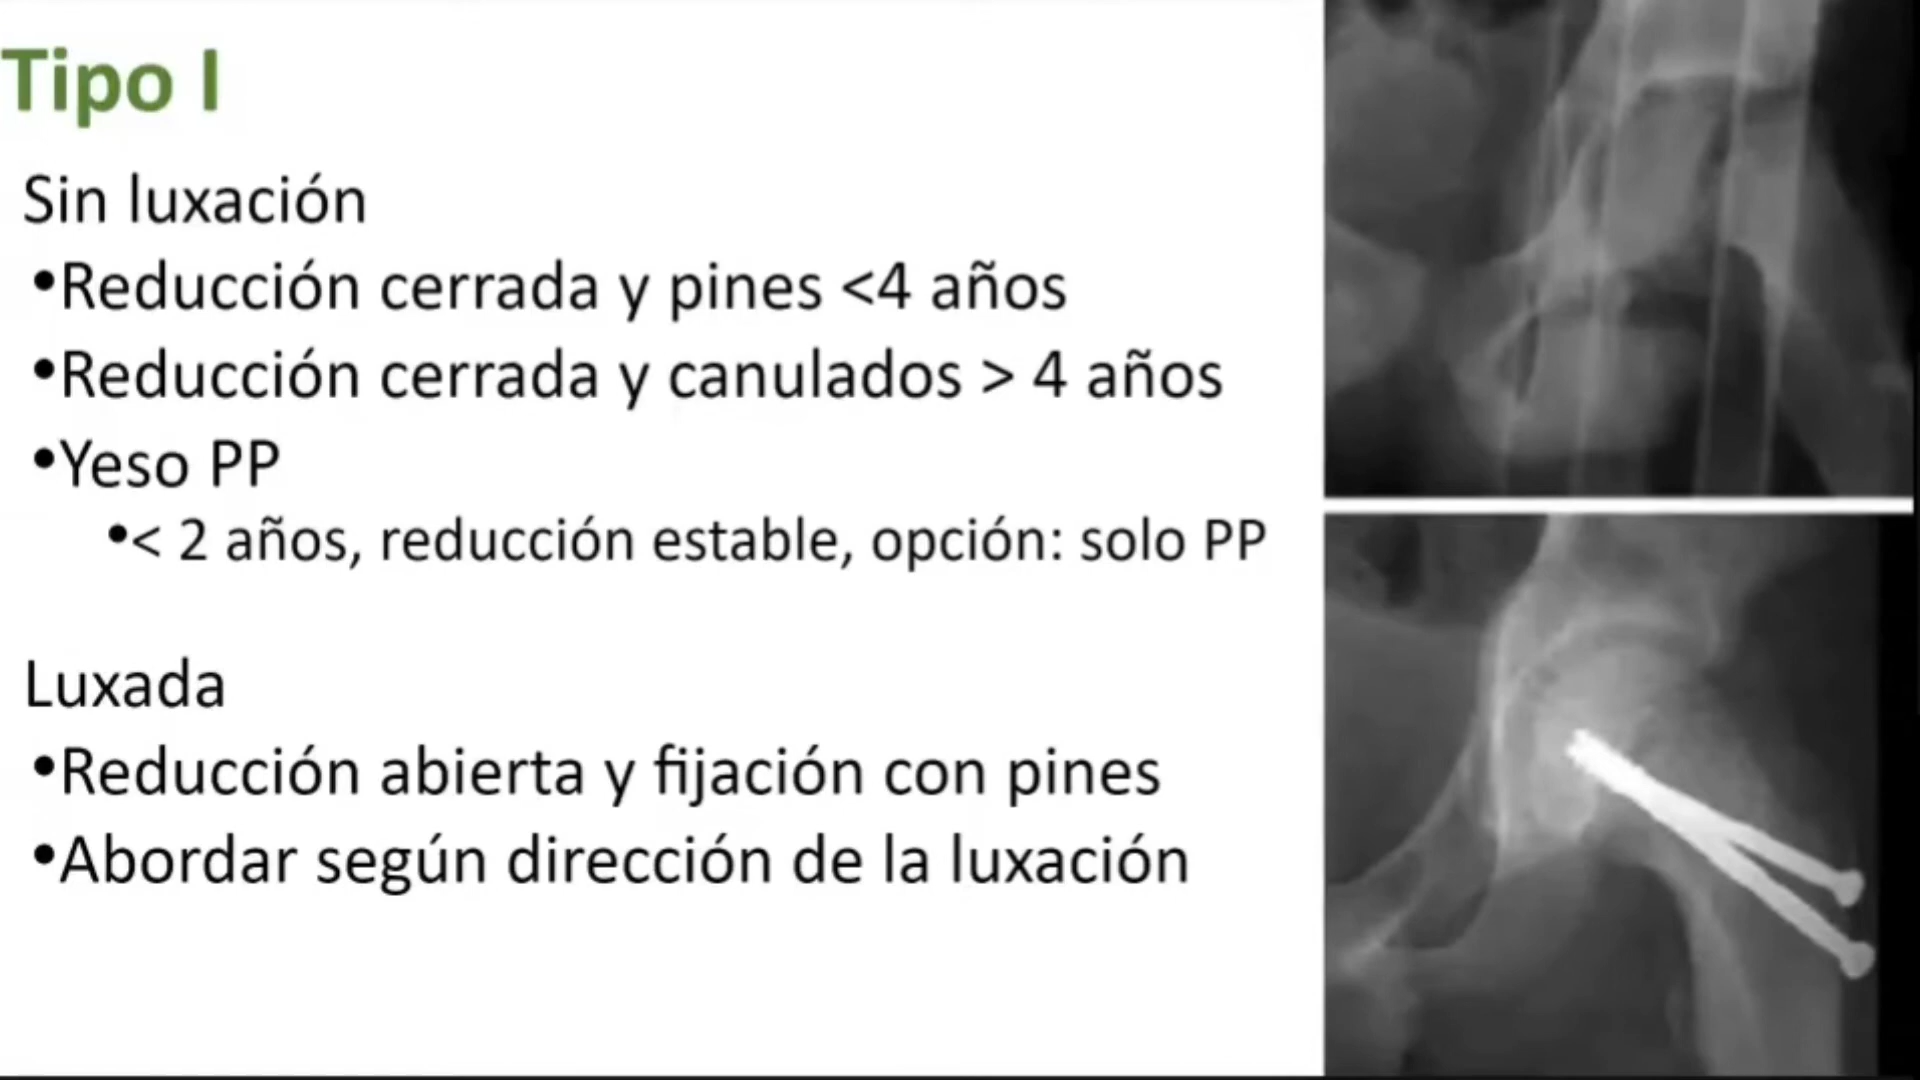 Tipo I
Sin luxación
•Reducción cerrada y pines <4 años
•Reducción cerrada y canulados > 4 años
•Yeso PP
•< 2 años, reducción estable, opción: solo PP
Luxada
•Reducción abierta y fijación con pines
•Abordar según dirección de la luxación